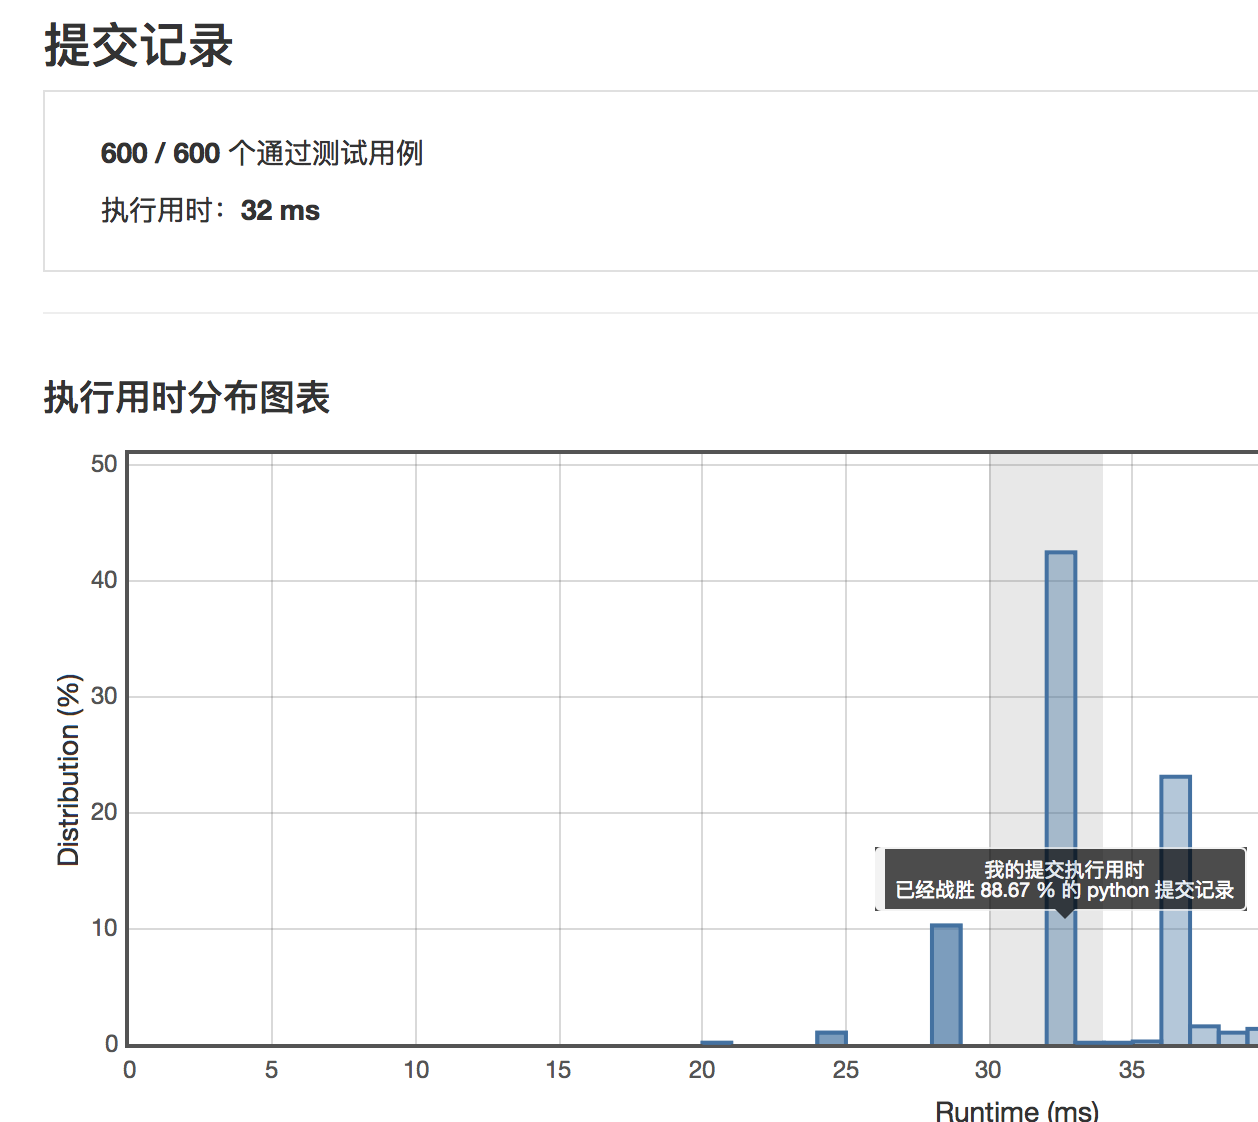 提交记录
600 / 600 个通过测试用例
执行用时：32 ms
执行用时分布图表
50
40
30
20
10
0
Distribution (%)
我的提交执行用时
已经战胜 88.67 % 的 python 提交记录
0 5 10 15 20 25 30 35
Runtime (ms)